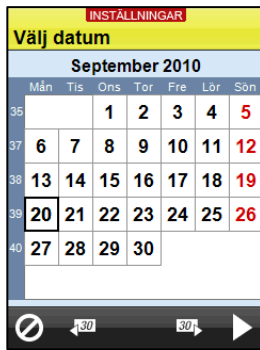 INSTÄLLNINGAR
Välj datum
September 2010
Mån Tis Ons Tor Fre Lör Sön
35 1 2 3 4 5
37 6 7 8 9 10 11 12
38 13 14 15 16 17 18 19
39 20 21 22 23 24 25 26
40 27 28 29 30
30 30